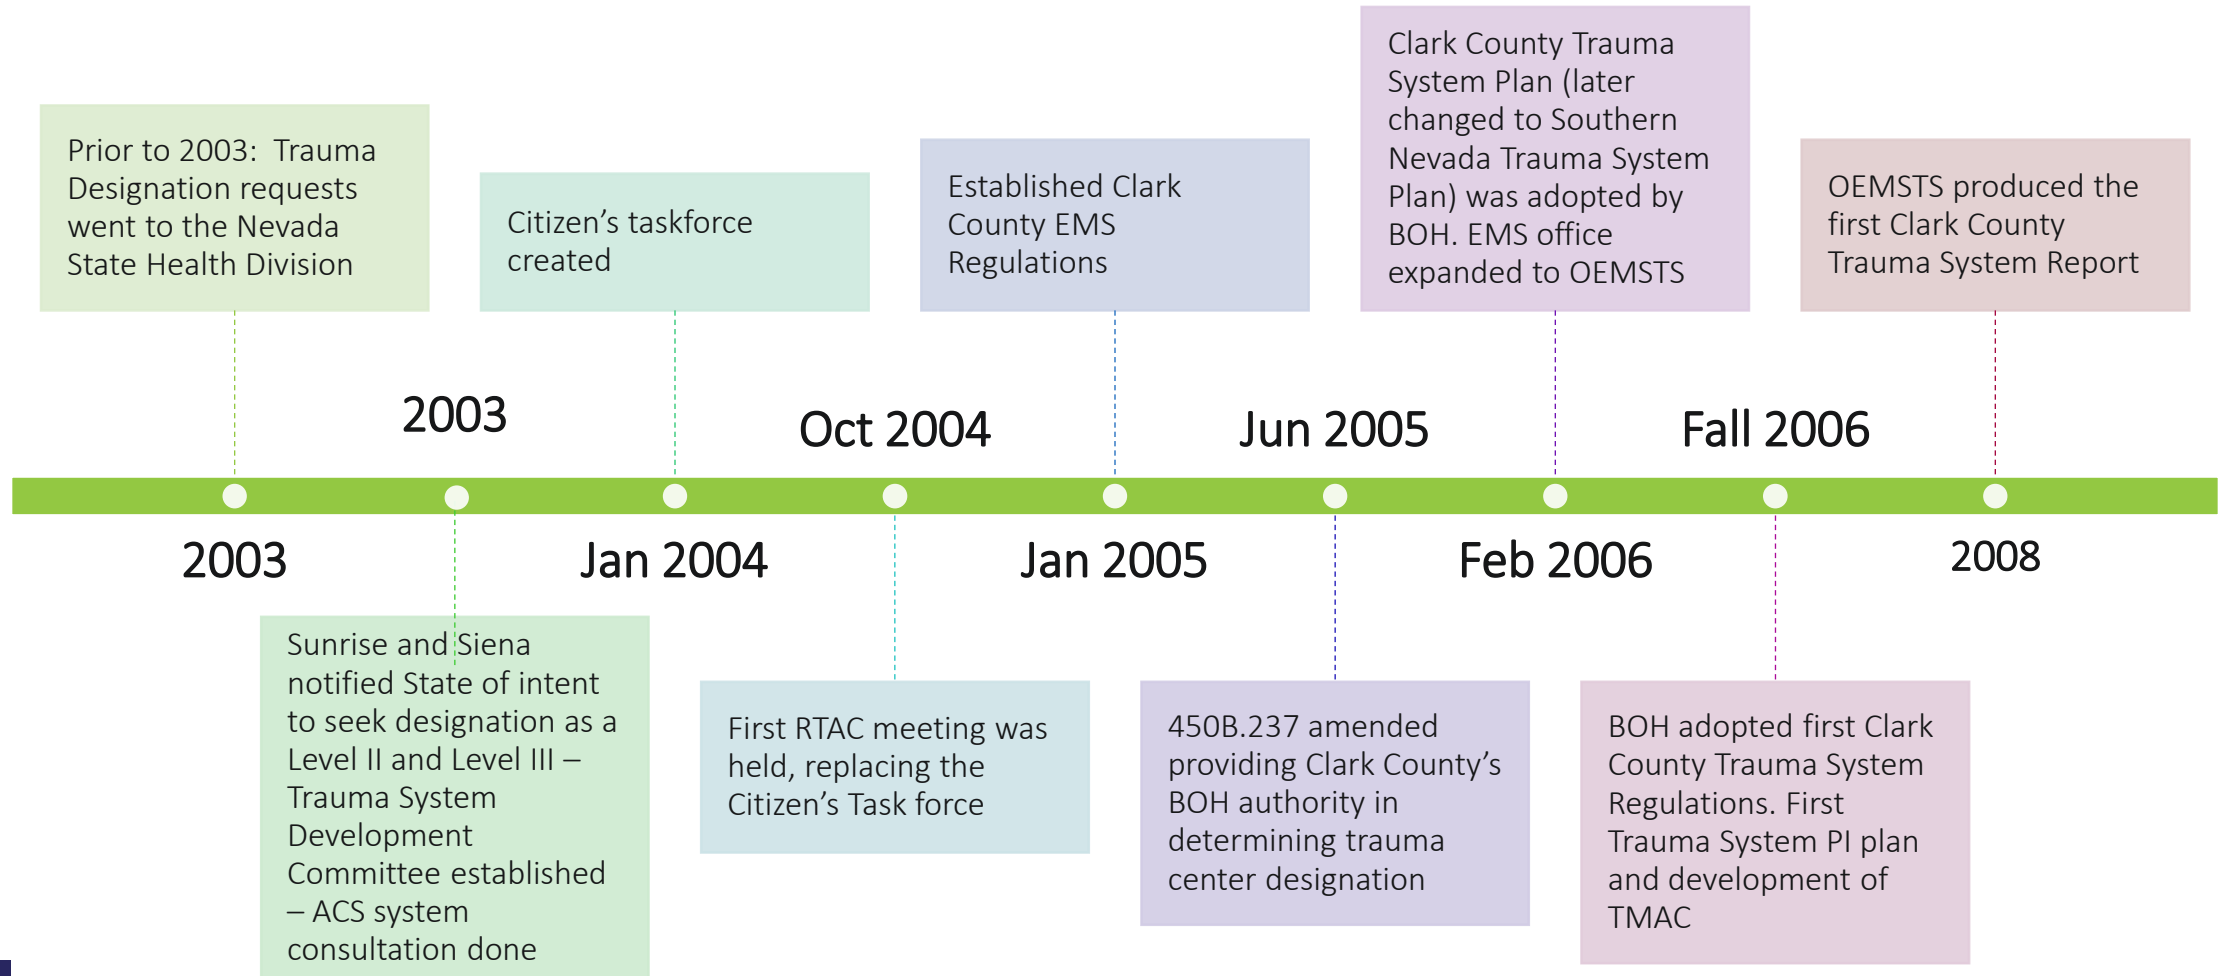 Prior to 2003:  Trauma
Designation requests
went to the Nevada
State Health Division
2003
Sunrise and Siena
notified State of intent
to seek designation as a
Level II and Level III –
Trauma System
Development
Committee established
– ACS system
consultation done
2003
Citizen’s taskforce
created
Jan 2004
First RTAC meeting was
held, replacing the
Citizen’s Task force
Oct 2004
Established Clark
County EMS
Regulations
Jan 2005
450B.237 amended
providing Clark County’s
BOH authority in
determining trauma
center designation
Jun 2005
Clark County Trauma
System Plan (later
changed to Southern
Nevada Trauma System
Plan) was adopted by
BOH. EMS office
expanded to OEMSTS
Feb 2006
BOH adopted first Clark
County Trauma System
Regulations. First
Trauma System PI plan
and development of
TMAC
Fall 2006
OEMSTS produced the
first Clark County
Trauma System Report
2008